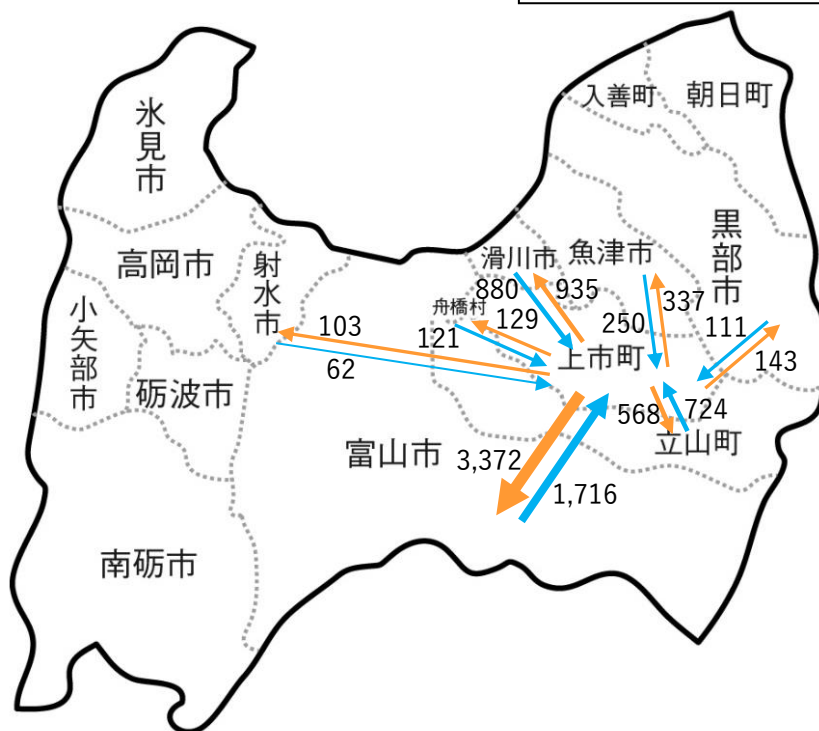 氷見市
高岡市
射水市
小矢部市
砺波市
南砺市
富山市
入善町
朝日町
黒部市
魚津市
滑川市
舟橋村
上市町
立山町
880
935
250
337
111
143
129
121
103
62
568
724
3,372
1,716